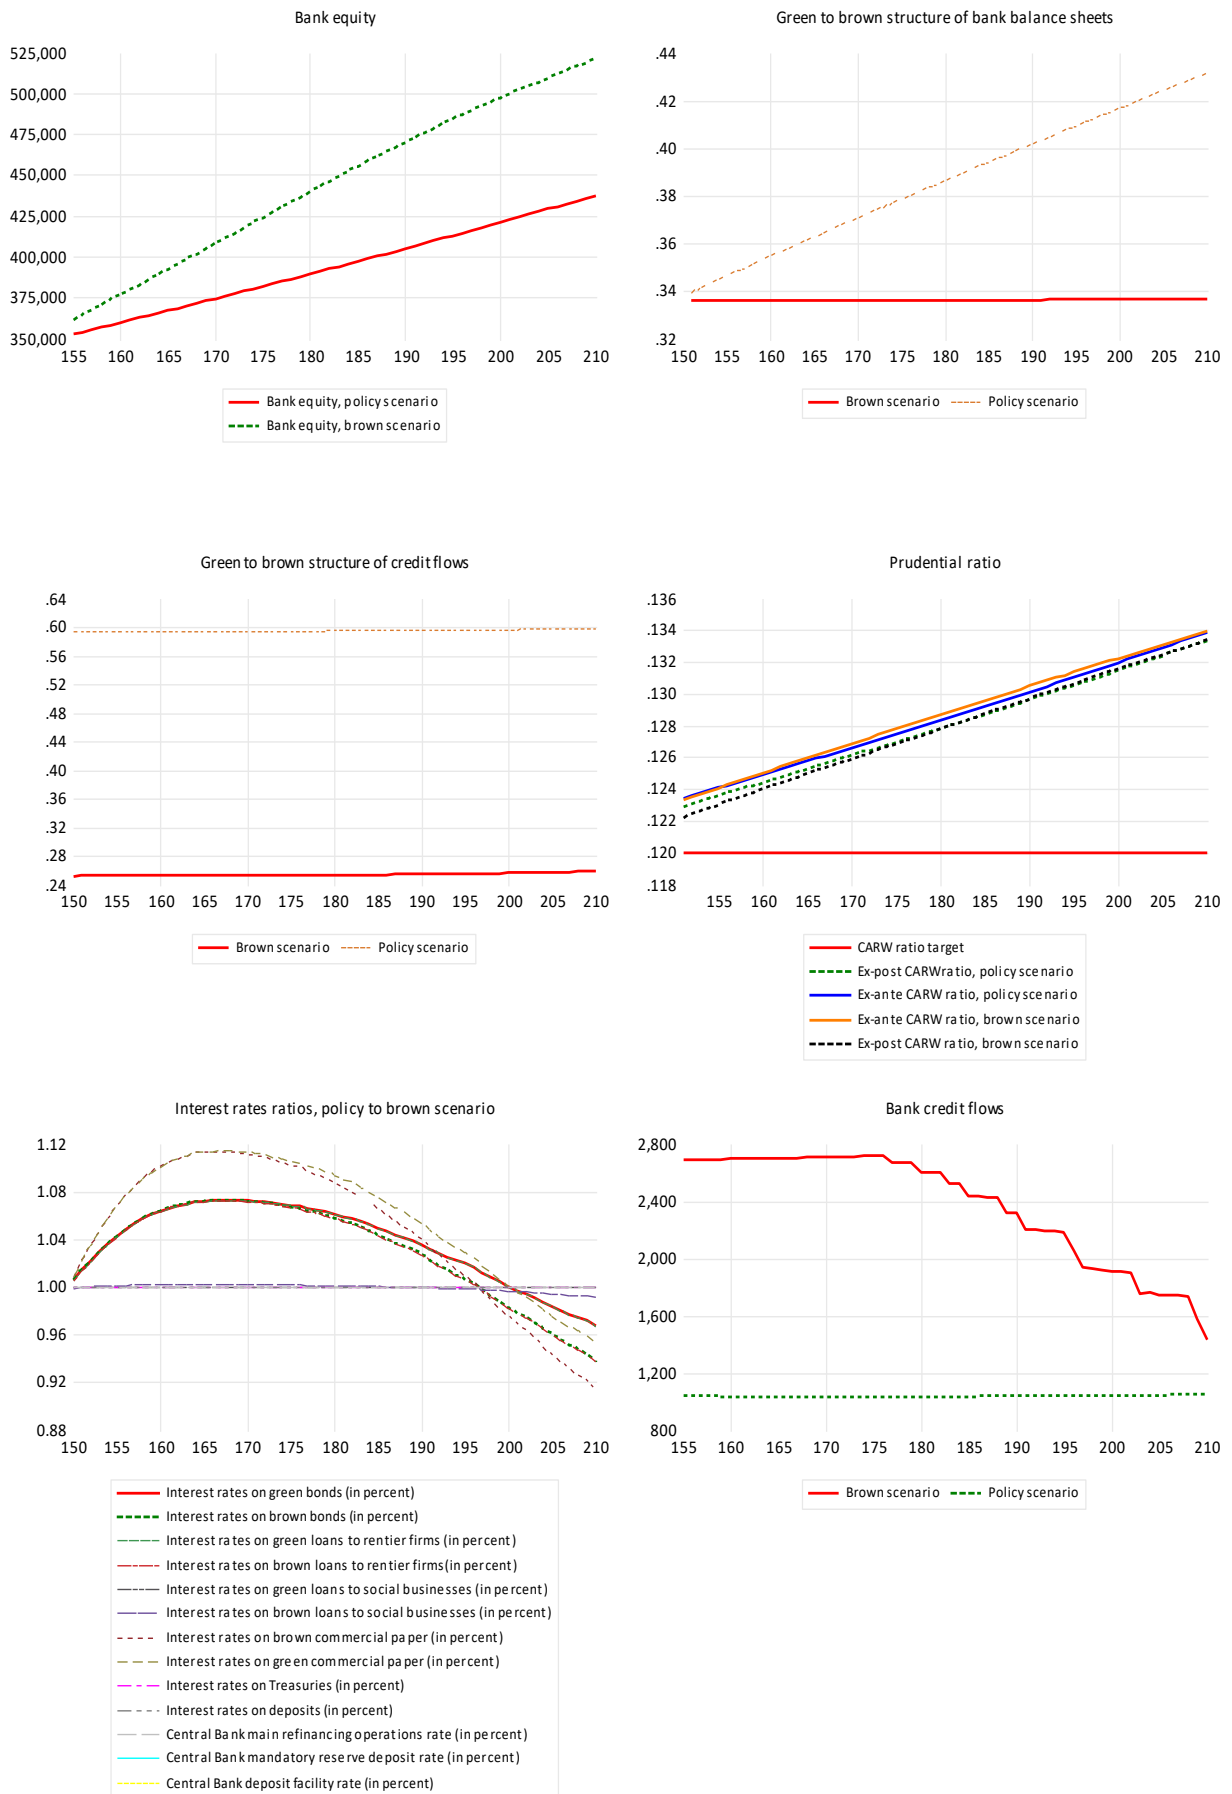 Bank equity
525,000
500,000
475,000
450,000
425,000
400,000
375,000
350,000
155 160 165 170 175 180 185 190 195 200 205 210
Bank equity, policy scenario
Bank equity, brown scenario
Green to brown structure of bank balance sheets
.44
.42
.40
.38
.36
.34
.32
150 155 160 165 170 175 180 185 190 195 200 205 210
Brown scenario Policy scenario
Green to brown structure of credit flows
.64
.60
.56
.52
.48
.44
.40
.36
.32
.28
.24
150 155 160 165 170 175 180 185 190 195 200 205 210
Brown scenario Policy scenario
Prudential ratio
.136
.134
.132
.130
.128
.126
.124
.122
.120
.118
155 160 165 170 175 180 185 190 195 200 205 210
CARW ratio target
Ex-post CARWratio, policy scenario
Ex-ante CARW ratio, policy scenario
Ex-ante CARW ratio, brown scenario
Ex-post CARW ratio, brown scenario
Interest rates ratios, policy to brown scenario
1.12
1.08
1.04
1.00
0.96
0.92
0.88
150 155 160 165 170 175 180 185 190 195 200 205 210
Interest rates on green bonds (in percent)
Interest rates on brown bonds (in percent)
Interest rates on green loans to rentier firms (in percent)
Interest rates on brown loans to rentier firms(in percent)
Interest rates on green loans to social businesses (in percent)
Interest rates on brown loans to social businesses (in percent)
Interest rates on brown commercial paper (in percent)
Interest rates on green commercial paper (in percent)
Interest rates on Treasuries (in percent)
Interest rates on deposits (in percent)
Central Bank main refinancing operations rate (in percent)
Central Bank mandatory reserve deposit rate (in percent)
Central Bank deposit facility rate (in percent)
Bank credit flows
2,800
2,400
2,000
1,600
1,200
800
155 160 165 170 175 180 185 190 195 200 205 210
Brown scenario Policy scenario